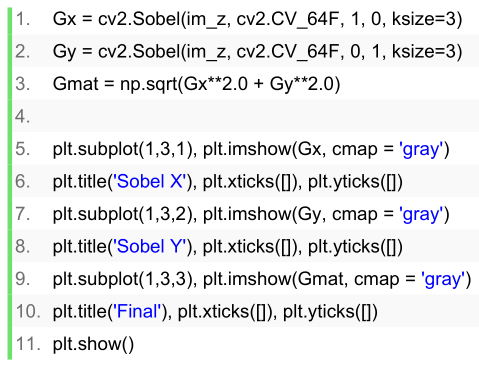 1. Gx = cv2.Sobel(im_z, cv2.CV_64F, 1, 0, ksize=3)
2. Gy = cv2.Sobel(im_z, cv2.CV_64F, 0, 1, ksize=3)
3. Gmat = np.sqrt(Gx**2.0 + Gy**2.0)
4.
5. plt.subplot(1,3,1), plt.imshow(Gx, cmap = 'gray')
6. plt.title('Sobel X'), plt.xticks([]), plt.yticks([])
7. plt.subplot(1,3,2), plt.imshow(Gy, cmap = 'gray')
8. plt.title('Sobel Y'), plt.xticks([]), plt.yticks([])
9. plt.subplot(1,3,3), plt.imshow(Gmat, cmap = 'gray')
10. plt.title('Final'), plt.xticks([]), plt.yticks([])
11. plt.show()